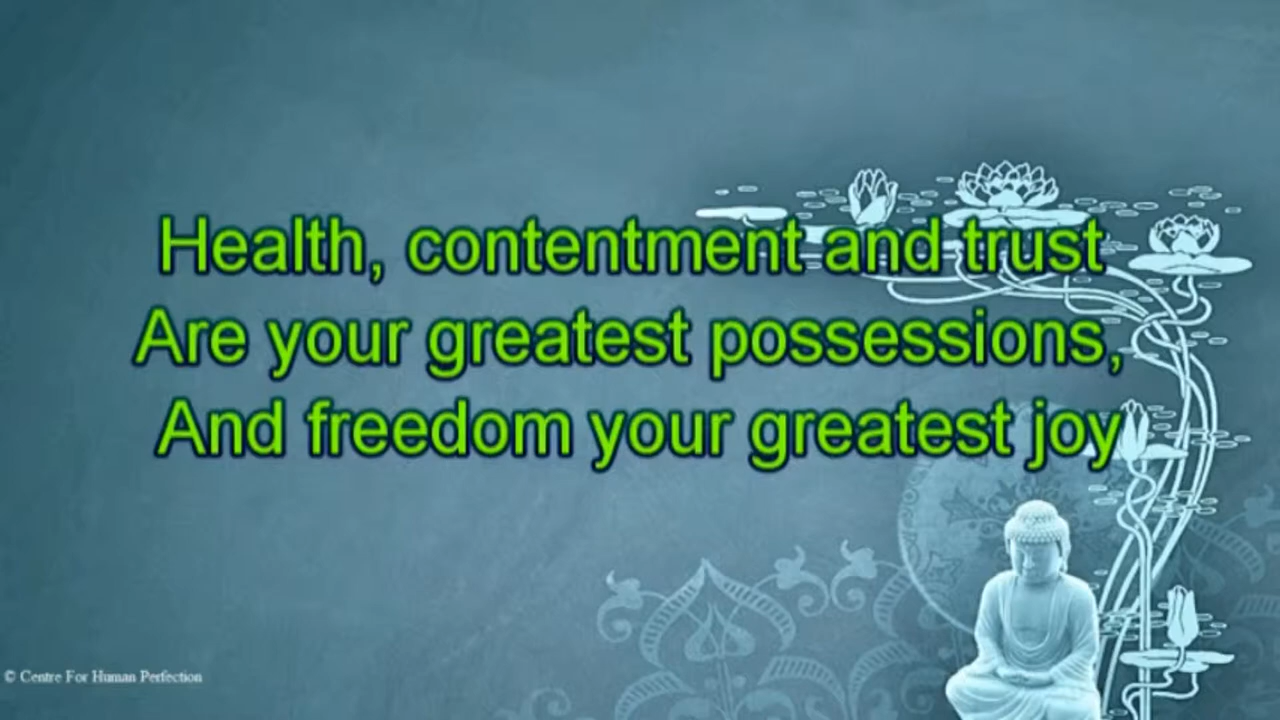 Health, contentment and trust
Are your greatest possessions,
And freedom your greatest joy
© Centre For Human Perfection